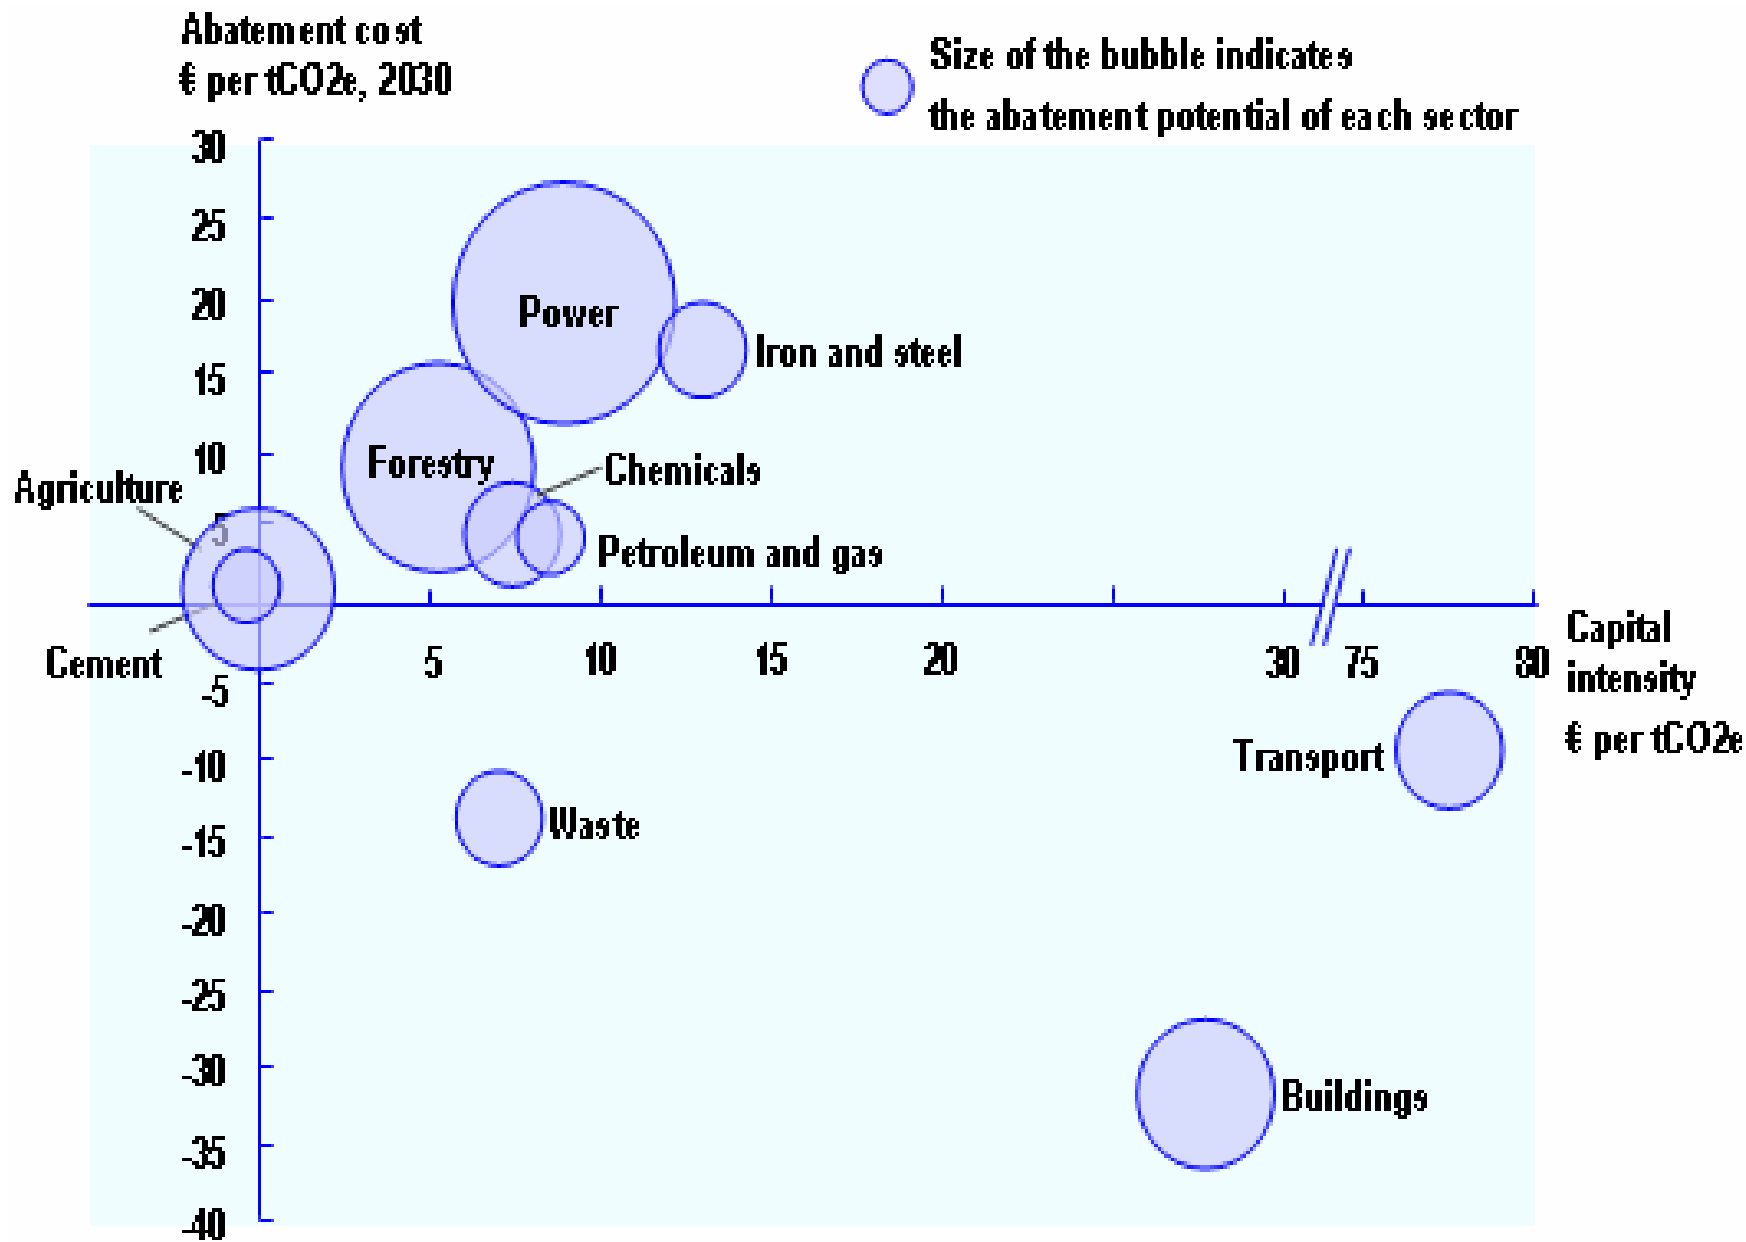 Abatement cost
€ per tCO2e, 2030
Size of the bubble indicates
the abatement potential of each sector
30
25
20
15
10
5
-5
-10
-15
-20
-25
-30
-35
-40
Power
Iron and steel
Forestry
Chemicals
Agriculture
Petroleum and gas
Cement
5
10
15
20
30
75
80
Capital
intensity
€ per tCO2e
Transport
Waste
Buildings